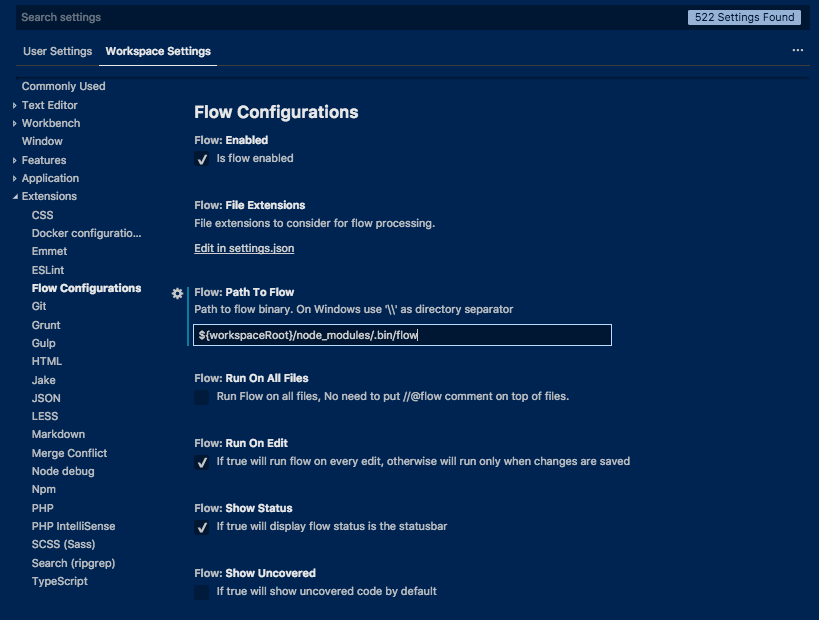 Search settings
522 Settings Found
User Settings
Workspace Settings
...
Commonly Used
Text Editor
Workbench
Window
Features
Application
Extensions
CSS
Docker configuratio...
Emmet
ESLint
Flow Configurations
Git
Grunt
Gulp
HTML
Jake
JSON
LESS
Markdown
Merge Conflict
Node debug
Npm
PHP
PHP IntelliSense
SCSS (Sass)
Search (ripgrep)
TypeScript
Flow Configurations
Flow: Enabled
Is flow enabled
Flow: File Extensions
File extensions to consider for flow processing.
Edit in settings.json
Flow: Path To Flow
Path to flow binary. On Windows use '\\' as directory separator
${workspaceRoot}/node_modules/.bin/flow
Flow: Run On All Files
Run Flow on all files, No need to put //@flow comment on top of files.
Flow: Run On Edit
If true will run flow on every edit, otherwise will run only when changes are saved
Flow: Show Status
If true will display flow status is the statusbar
Flow: Show Uncovered
If true will show uncovered code by default